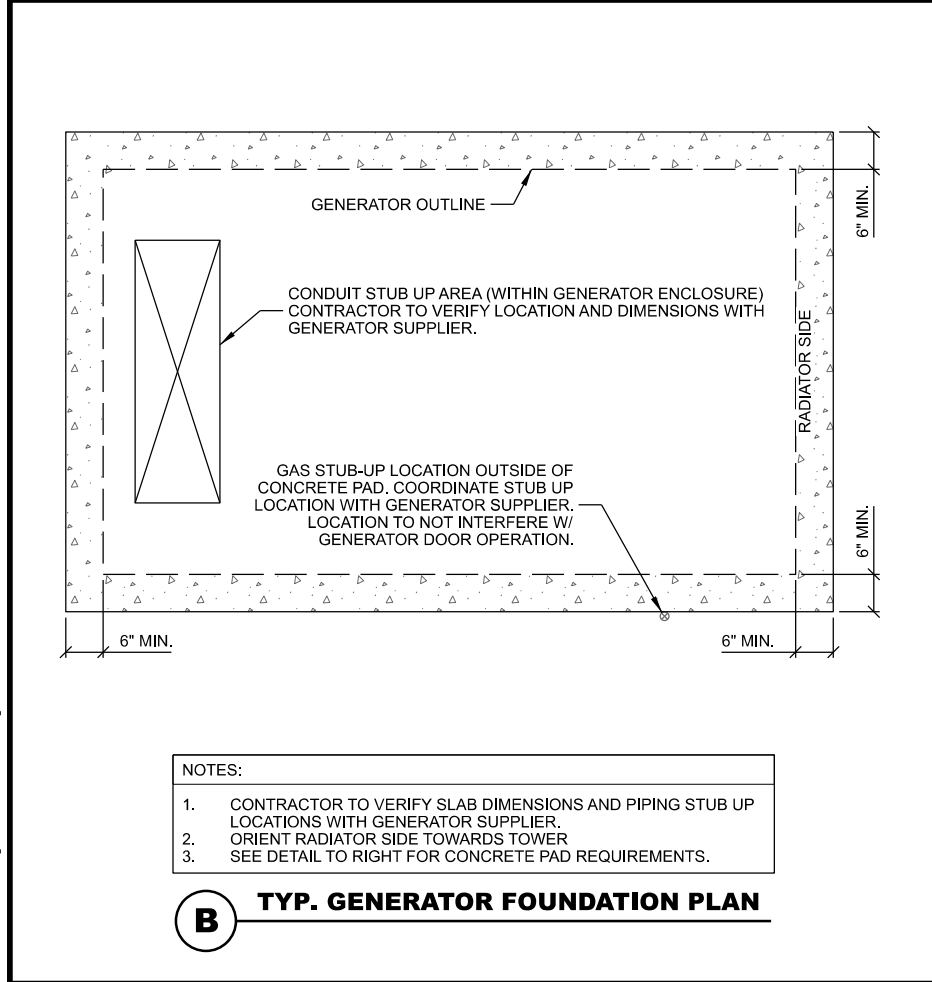 GENERATOR OUTLINE
6" MIN.
CONDUIT STUB UP AREA (WITHIN GENERATOR ENCLOSURE)
CONTRACTOR TO VERIFY LOCATION AND DIMENSIONS WITH
GENERATOR SUPPLIER.
RADIATOR SIDE
GAS STUB-UP LOCATION OUTSIDE OF
CONCRETE PAD. COORDINATE STUB UP
LOCATION WITH GENERATOR SUPPLIER.
LOCATION TO NOT INTERFERE W/
GENERATOR DOOR OPERATION.
6" MIN.
6" MIN.
6" MIN.
NOTES:
1. CONTRACTOR TO VERIFY SLAB DIMENSIONS AND PIPING STUB UP
LOCATIONS WITH GENERATOR SUPPLIER.
2. ORIENT RADIATOR SIDE TOWARDS TOWER
3. SEE DETAIL TO RIGHT FOR CONCRETE PAD REQUIREMENTS.
B TYP. GENERATOR FOUNDATION PLAN